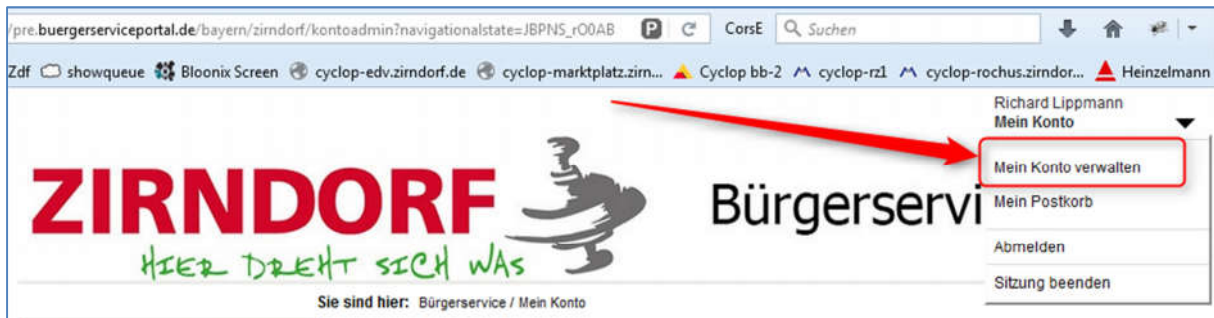 /pre.buergerserviceportal.de/bayern/zirndorf/kontoadmin?navigationalstate=JBPNS_rO0AB P CorsE Suchen
Zdf showqueue Bloonix Screen cyclop-edv.zirndorf.de cyclop-marktplatz.zirn... Cyclop bb-2 cyclop-rz1 cyclop-rochus.zirndor... Heinzelmann
Richard Lippmann
Mein Konto
Mein Konto verwalten
Mein Postkorb
Abmelden
Sitzung beenden
ZIRNDORF
HIER DREHT SICH WAS
Bürgerservi
Sie sind hier: Bürgerservice / Mein Konto